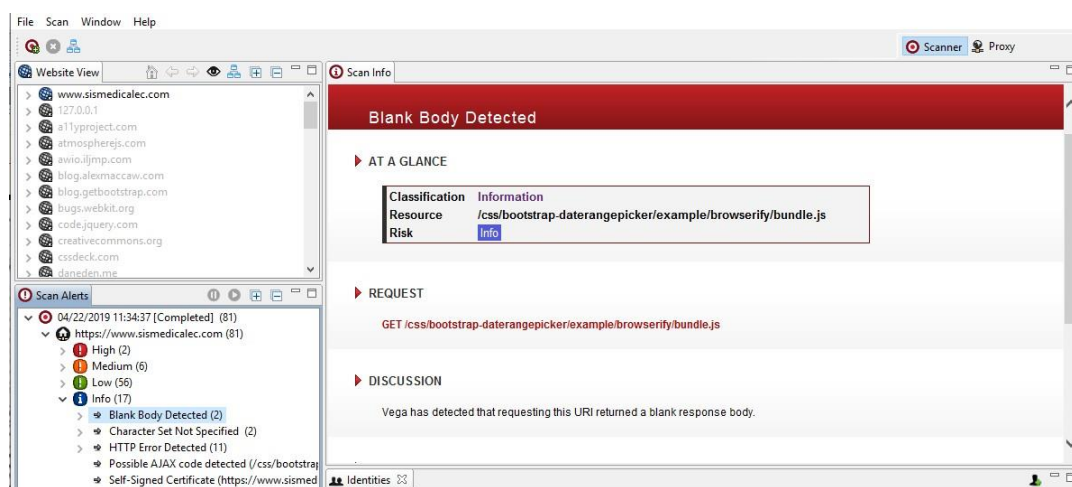 File Scan Window Help
Scanner Proxy
Website View
www.sismedicalec.com
127.0.0.1
a11yproject.com
atmospherejs.com
awio.iljmp.com
blog.alexmaccaw.com
blog.getbootstrap.com
bugs.webkit.org
code.jquery.com
creativecommons.org
cssdeck.com
daneden.me
Scan Alerts
04/22/2019 11:34:37 [Completed] (81)
https://www.sismedicalec.com (81)
High (2)
Medium (6)
Low (56)
Info (17)
Blank Body Detected (2)
Character Set Not Specified (2)
HTTP Error Detected (11)
Possible AJAX code detected (/css/bootstrap
Self-Signed Certificate (https://www.sismed
Scan Info
Blank Body Detected
AT A GLANCE
Classification Information
Resource /css/bootstrap-daterangepicker/example/browserify/bundle.js
Risk Info
REQUEST
GET /css/bootstrap-daterangepicker/example/browserify/bundle.js
DISCUSSION
Vega has detected that requesting this URI returned a blank response body.
Identities